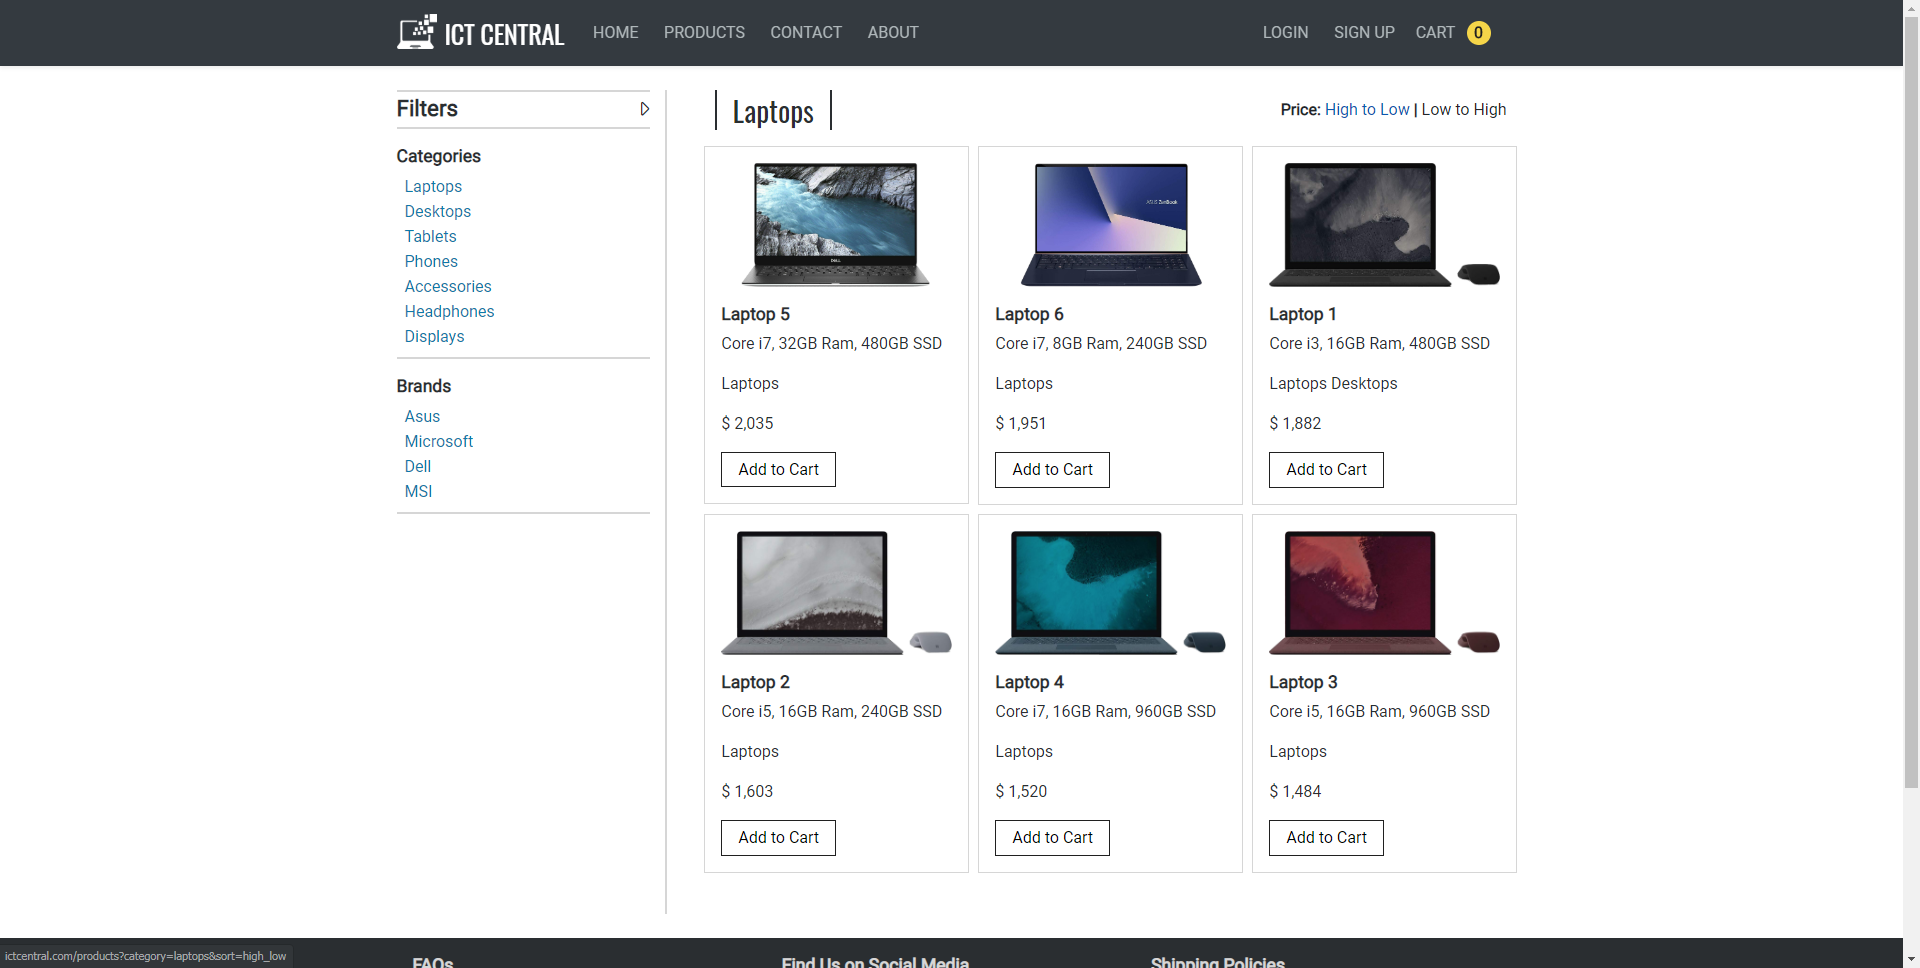 ICT CENTRAL HOME PRODUCTS CONTACT ABOUT LOGIN SIGN UP CART 0
Filters
Categories
Laptops
Desktops
Tablets
Phones
Accessories
Headphones
Displays
Brands
Asus
Microsoft
Dell
MSI
Laptops
Price: High to Low | Low to High
DELL
ASUS ZenBook
Laptop 5
Core i7, 32GB Ram, 480GB SSD
Laptops
$ 2,035
Add to Cart
Laptop 6
Core i7, 8GB Ram, 240GB SSD
Laptops
$ 1,951
Add to Cart
Laptop 1
Core i3, 16GB Ram, 480GB SSD
Laptops Desktops
$ 1,882
Add to Cart
Laptop 2
Core i5, 16GB Ram, 240GB SSD
Laptops
$ 1,603
Add to Cart
Laptop 4
Core i7, 16GB Ram, 960GB SSD
Laptops
$ 1,520
Add to Cart
Laptop 3
Core i5, 16GB Ram, 960GB SSD
Laptops
$ 1,484
Add to Cart
ictcentral.com/products?category=laptops&sort=high_low
FAQs
Find Us on Social Media
Shipping Policies